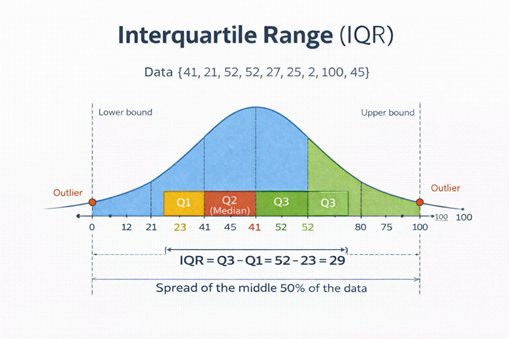 Interquartile Range (IQR)
Data {41, 21, 52, 52, 27, 25, 2, 100, 45}
Lower bound
Upper bound
Outlier
Outlier
Q1
Q2
(Median)
Q3
Q3
0 12 21 23 41 45 41 52 52 80 75 100 100 100
IQR = Q3 – Q1 = 52 – 23 = 29
Spread of the middle 50% of the data